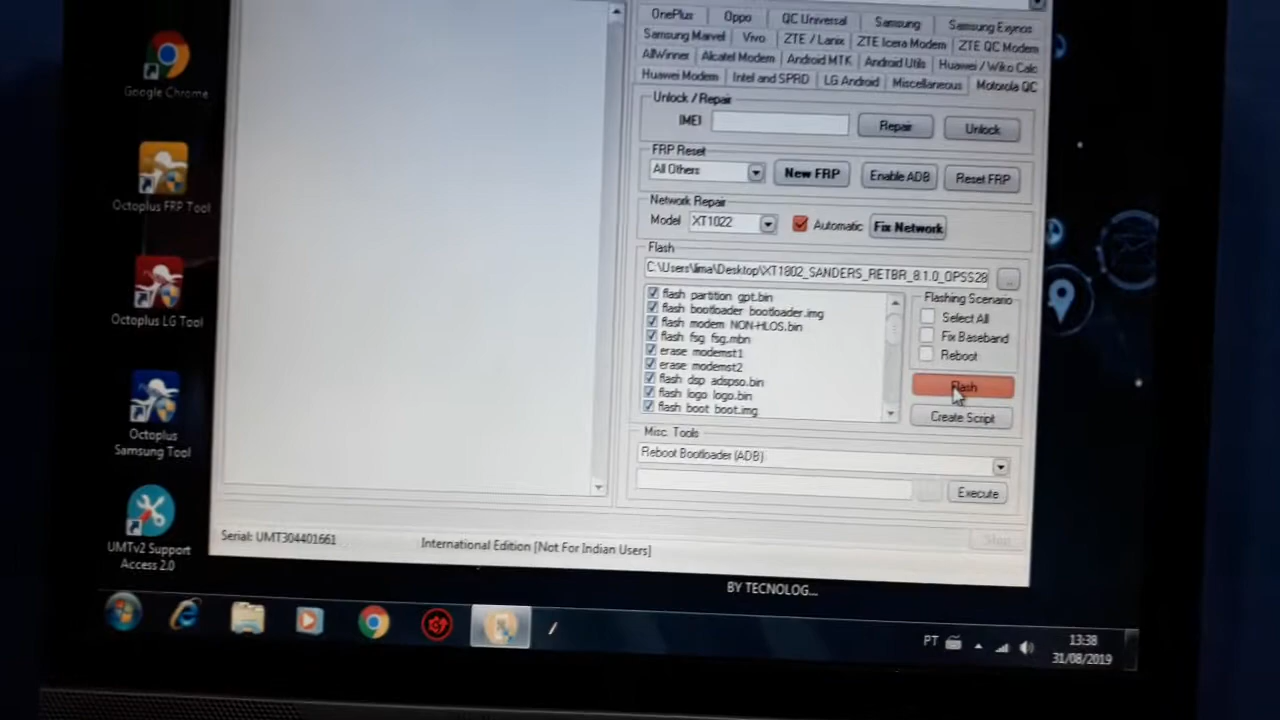 Google Chrome
Octoplus FRP Tool
Octoplus LG Tool
Octoplus
Samsung Tool
UMTv2 Support
Access 2.0
OnePlus Oppo QC Universal Samsung Samsung Exynos
Samsung Marvel Vivo ZTE / Lanix ZTE Icera Modem ZTE QC Modem
AllWinner Alcatel Modem Android MTK Android Utils Huawei / Wiko Calc
Huawei Modem Intel and SPRD LG Android Miscellaneous Motorola QC
Unlock / Repair
IMEI Repair Unlock
FRP Reset
All Others New FRP Enable ADB Reset FRP
Network Repair
Model XT1022 Automatic Fix Network
Flash
C:\Users\lima\Desktop\XT1802_SANDERS_RETBR_8.1.0_OPSS28 ...
flash partition gpt.bin
flash bootloader bootloader.img
flash modem NON-HLOS.bin
flash fsg fsg.mbn
erase modemst1
erase modemst2
flash dsp adspso.bin
flash logo logo.bin
flash boot boot.img
Flashing Scenario
Select All
Fix Baseband
Reboot
Flash
Create Script
Misc. Tools
Reboot Bootloader (ADB)
Execute
Stop
Serial: UMT304401661 International Edition [Not For Indian Users]
BY TECNOLOG...
PT 13:38
31/08/2019